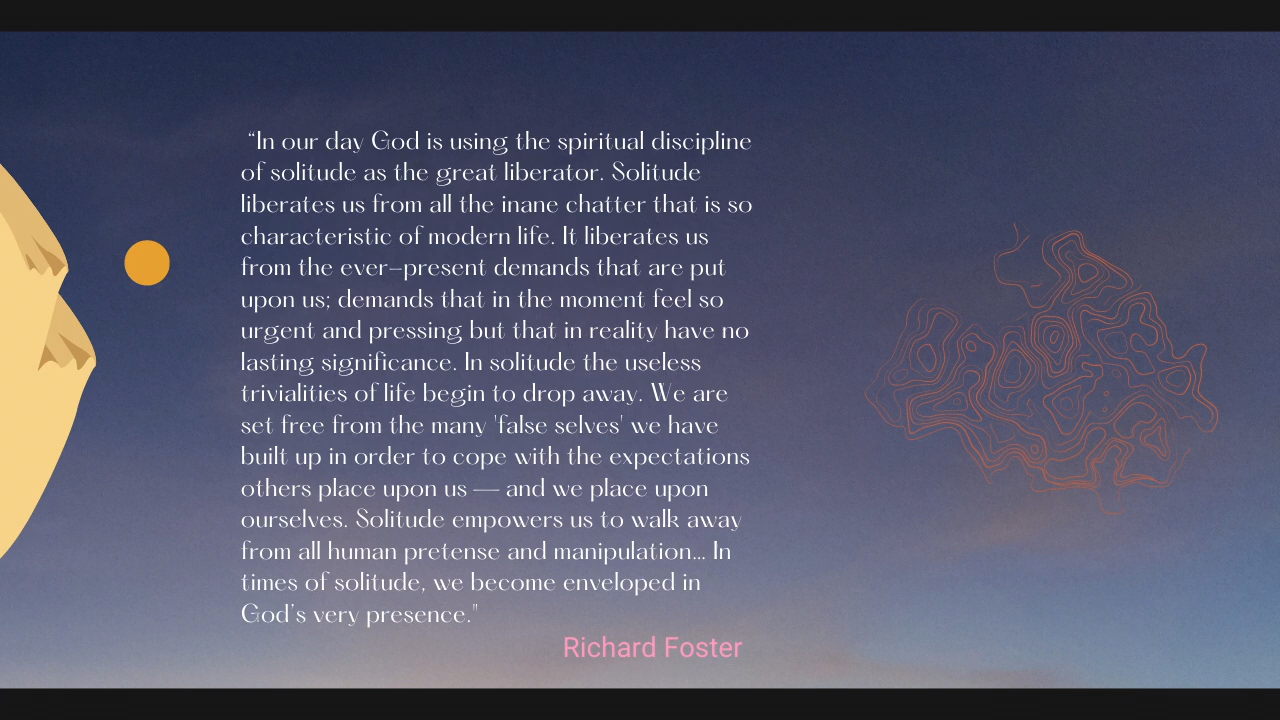 “In our day God is using the spiritual discipline
of solitude as the great liberator. Solitude
liberates us from all the inane chatter that is so
characteristic of modern life. It liberates us
from the ever-present demands that are put
upon us; demands that in the moment feel so
urgent and pressing but that in reality have no
lasting significance. In solitude the useless
trivialities of life begin to drop away. We are
set free from the many 'false selves' we have
built up in order to cope with the expectations
others place upon us — and we place upon
ourselves. Solitude empowers us to walk away
from all human pretense and manipulation... In
times of solitude, we become enveloped in
God's very presence."
Richard Foster